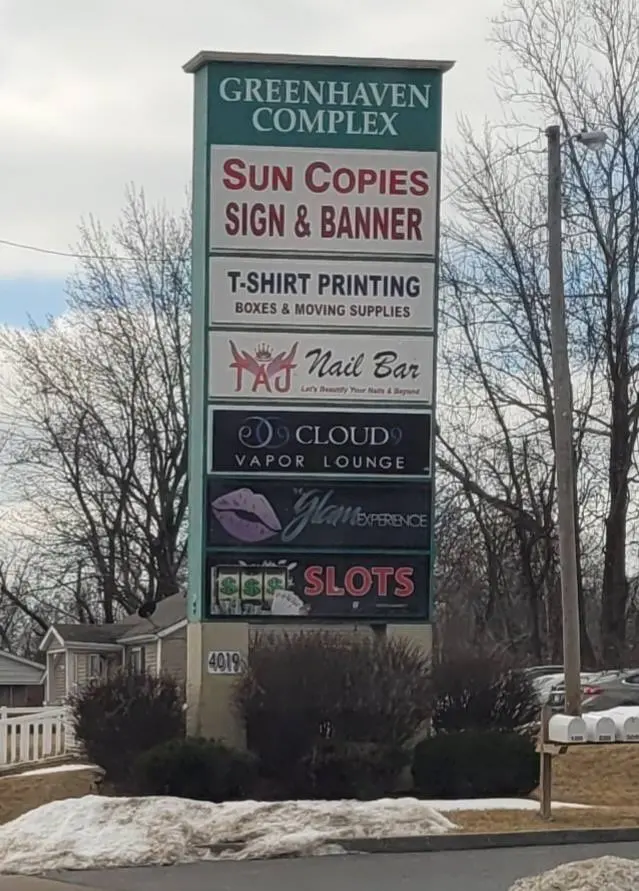 GREENHAVEN
COMPLEX
SUN COPIES
SIGN & BANNER
T-SHIRT PRINTING
BOXES & MOVING SUPPLIES
TAJ Nail Bar
Let's Beautify Your Nails & Beyond
CLOUD9
VAPOR LOUNGE
THE
Glam EXPERIENCE
$ $ $ SLOTS
4019